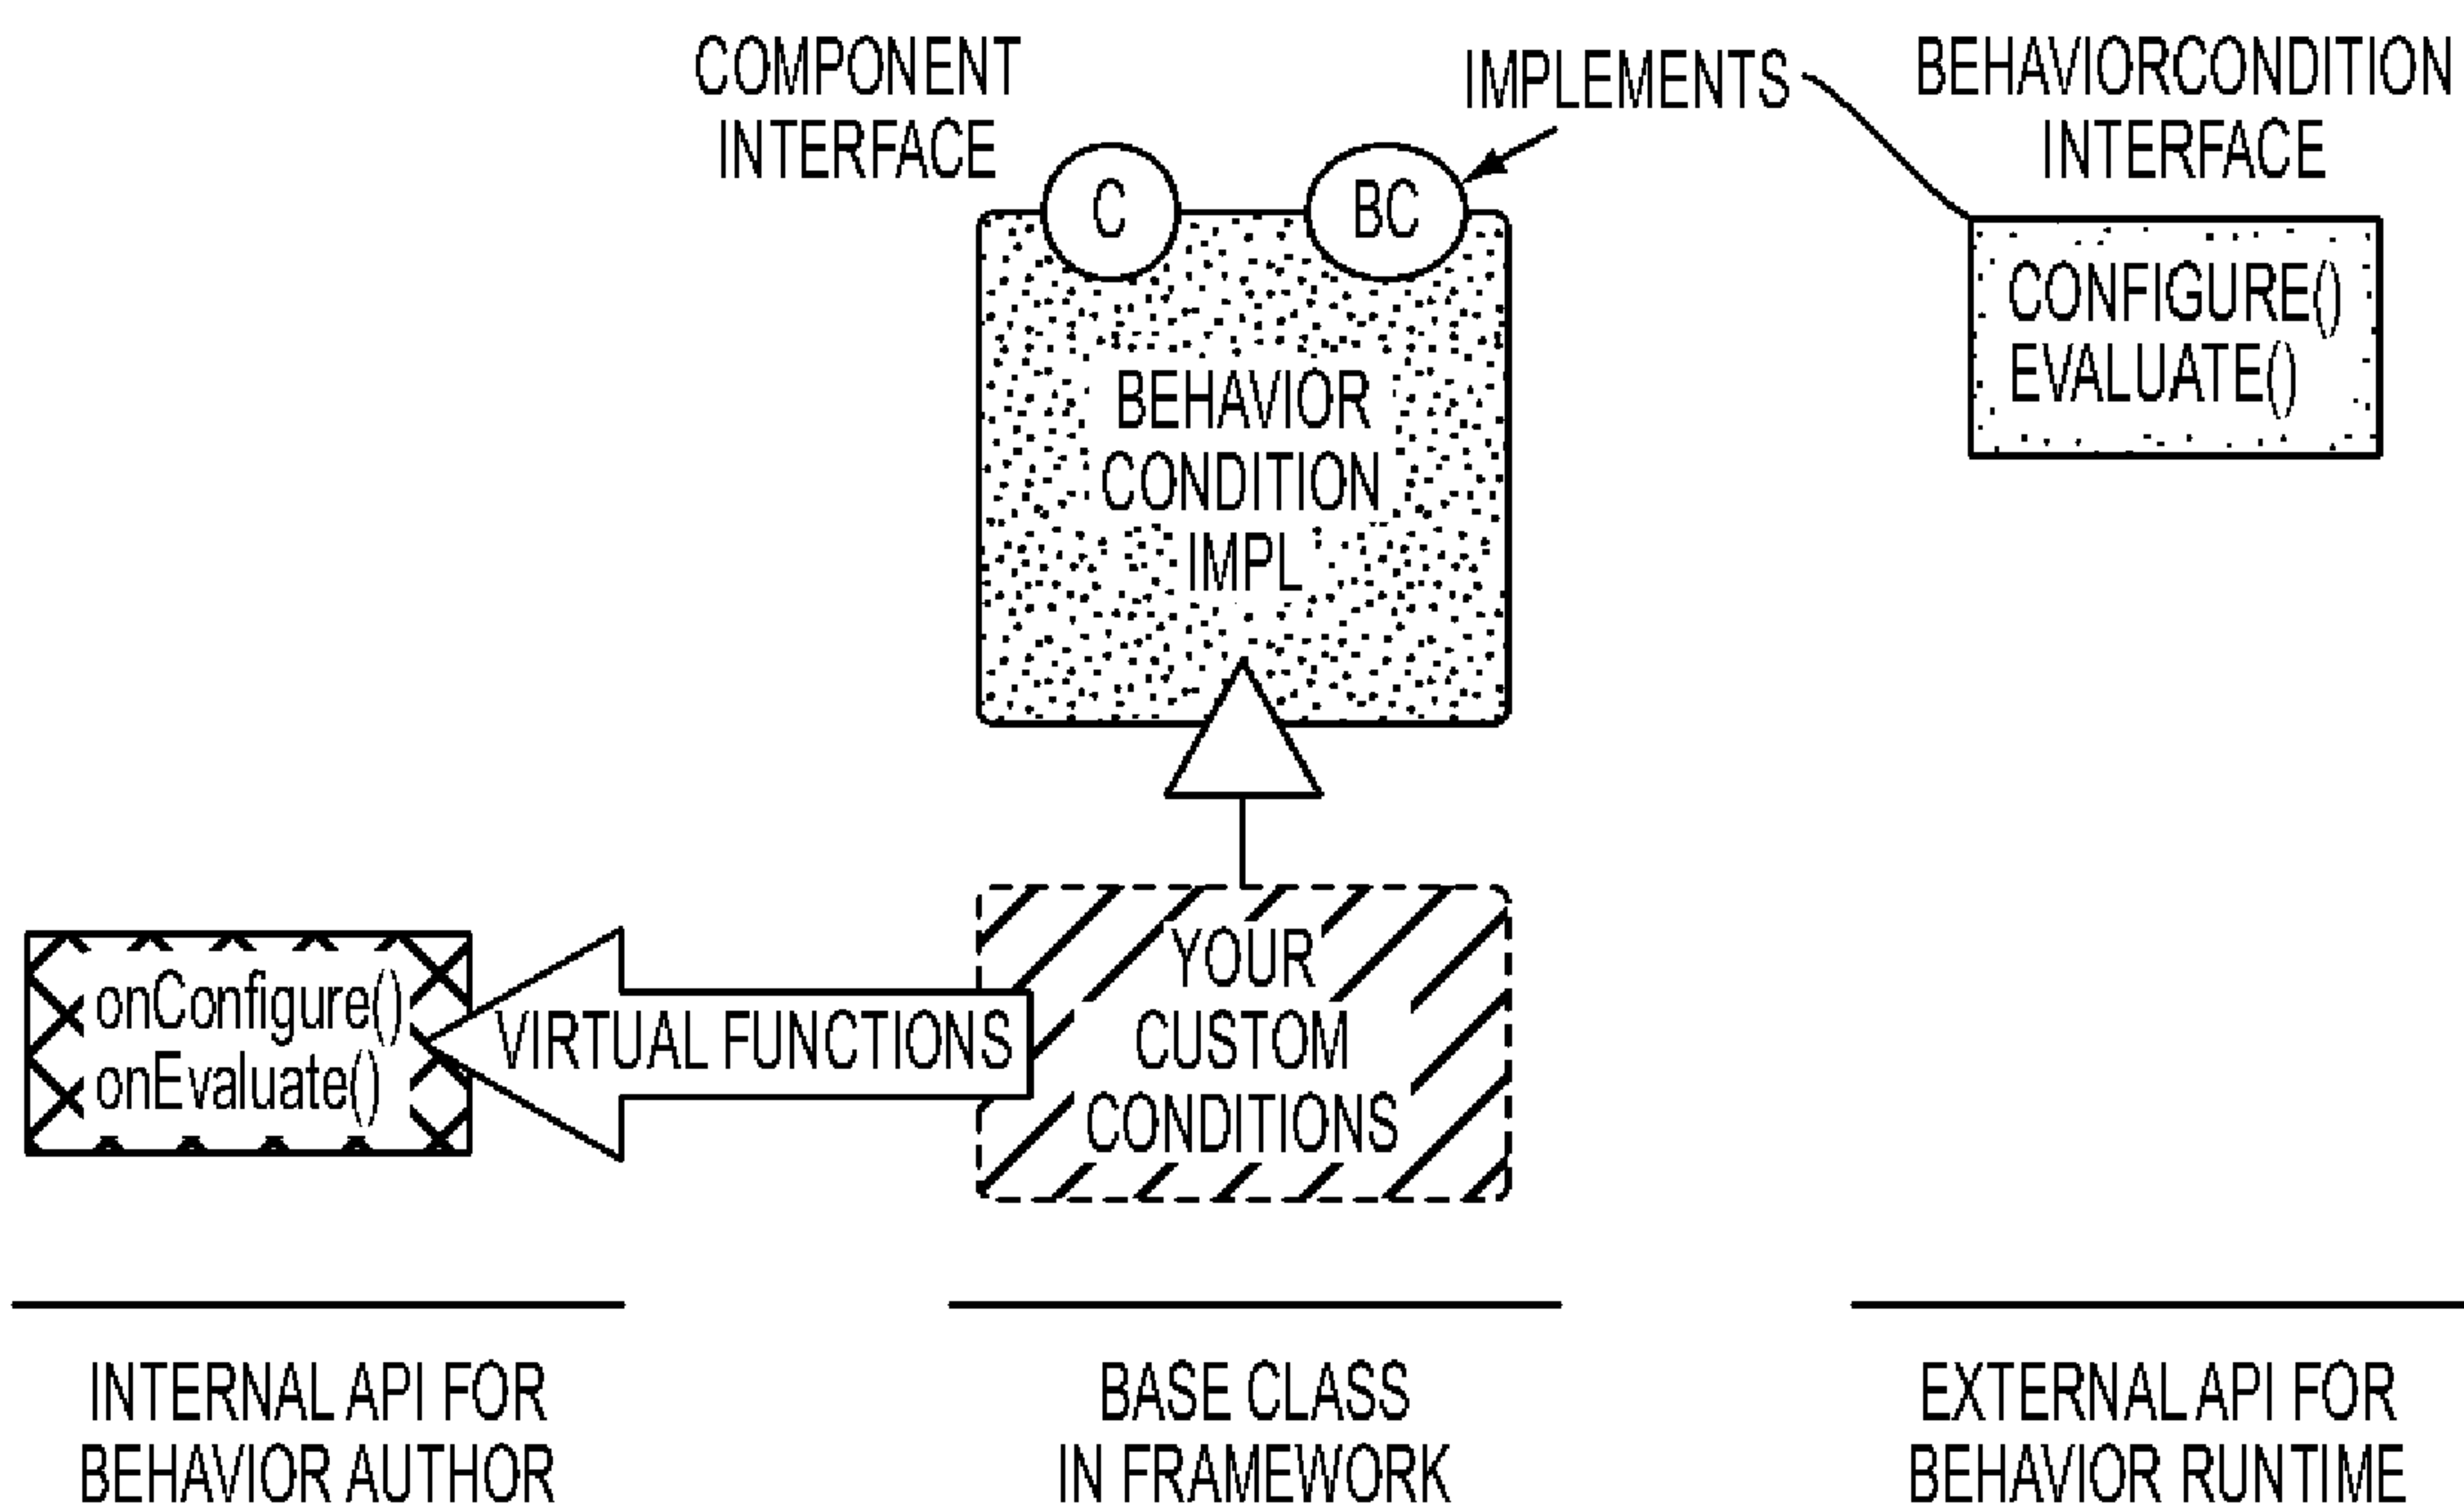 COMPONENT
INTERFACE
IMPLEMENTS
BEHAVIORCONDITION
INTERFACE
C
BC
CONFIGURE()
EVALUATE()
BEHAVIOR
CONDITION
IMPL
onConfigure()
onEvaluate()
VIRTUAL FUNCTIONS
YOUR
CUSTOM
CONDITIONS
INTERNAL API FOR
BEHAVIOR AUTHOR
BASE CLASS
IN FRAMEWORK
EXTERNAL API FOR
BEHAVIOR RUNTIME